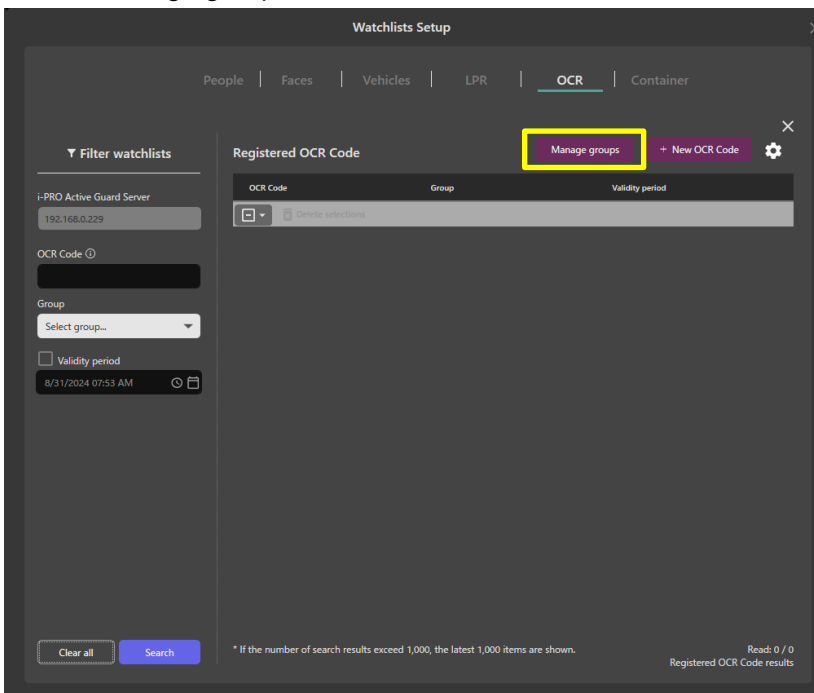 Watchlists Setup
People | Faces | Vehicles | LPR | OCR | Container
Filter watchlists
i-PRO Active Guard Server
192.168.0.229
OCR Code
Group
Select group...
Validity period
8/31/2024 07:53 AM
Clear all Search
Registered OCR Code
Manage groups + New OCR Code
OCR Code Group Validity period
Delete selections
* If the number of search results exceed 1,000, the latest 1,000 items are shown.
Read: 0 / 0
Registered OCR Code results